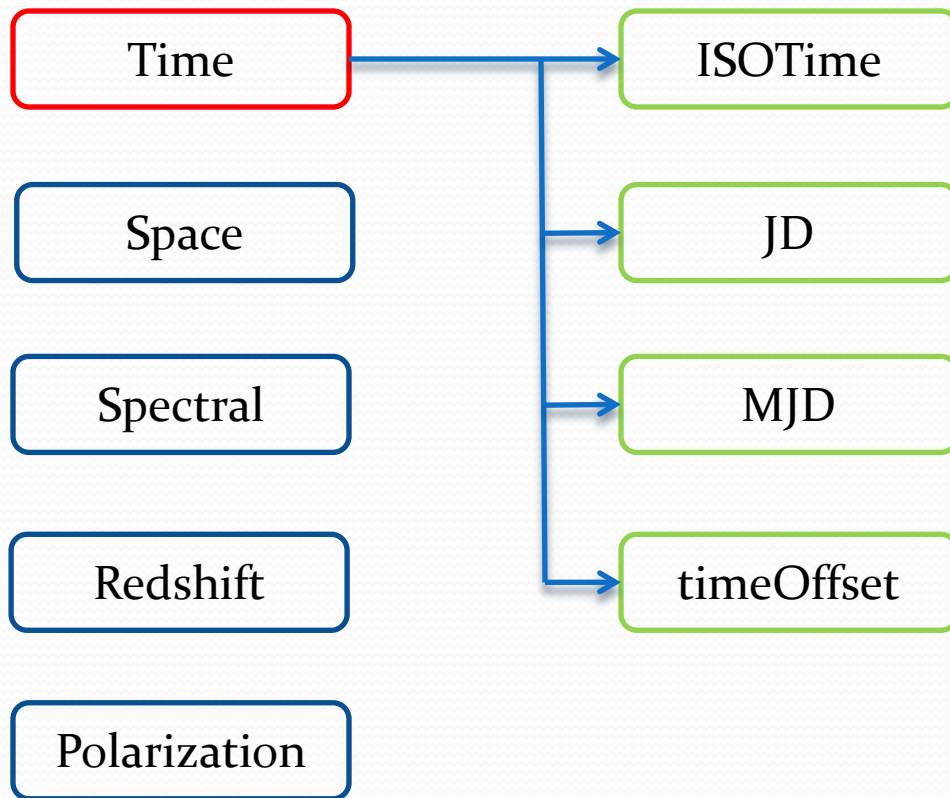 Time
ISOTime
Space
JD
Spectral
MJD
Redshift
timeOffset
Polarization